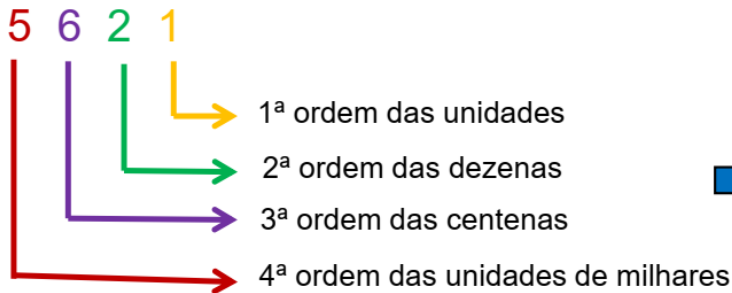 5 6 2 1
1ª ordem das unidades
2ª ordem das dezenas
3ª ordem das centenas
4ª ordem das unidades de milhares